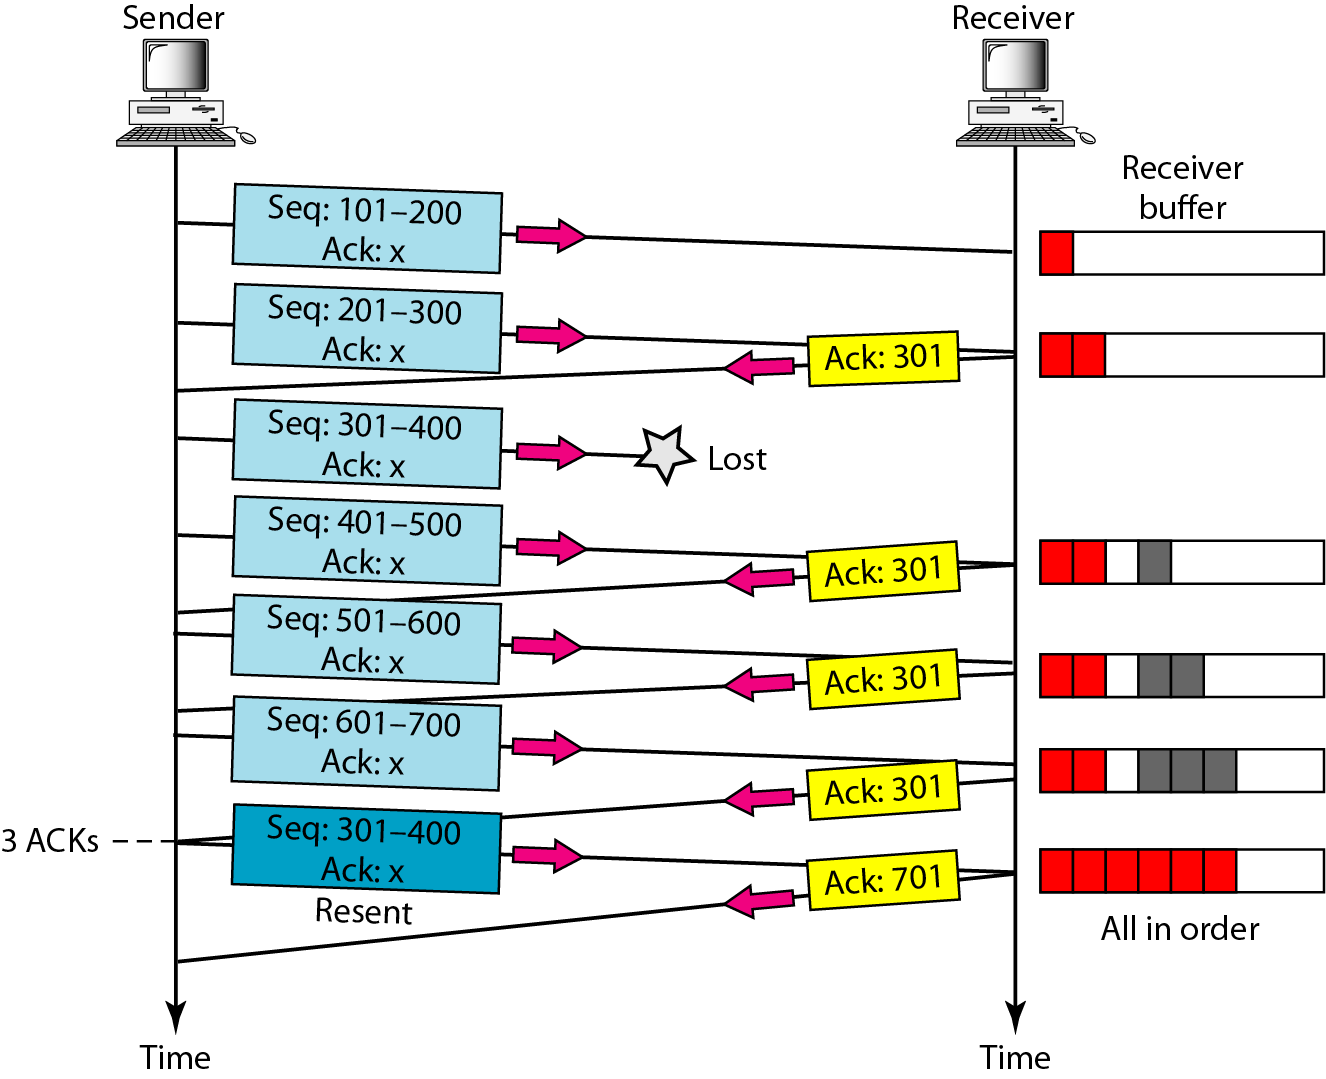 Sender
Receiver
Receiver
buffer
Seq: 101–200
Ack: x
Seq: 201–300
Ack: x
Ack: 301
Seq: 301–400
Ack: x
Lost
Seq: 401–500
Ack: x
Ack: 301
Seq: 501–600
Ack: x
Ack: 301
Seq: 601–700
Ack: x
Ack: 301
3 ACKs
Seq: 301–400
Ack: x
Resent
Ack: 701
All in order
Time
Time